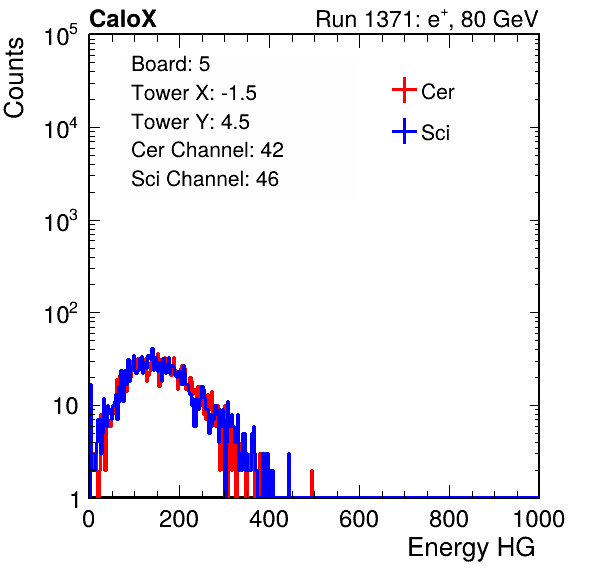 CaloX Run 1371: e⁺, 80 GeV
Counts
10⁵
10⁴
10³
10²
10
1
Board: 5
Tower X: -1.5
Tower Y: 4.5
Cer Channel: 42
Sci Channel: 46
Cer
Sci
0 200 400 600 800 1000
Energy HG